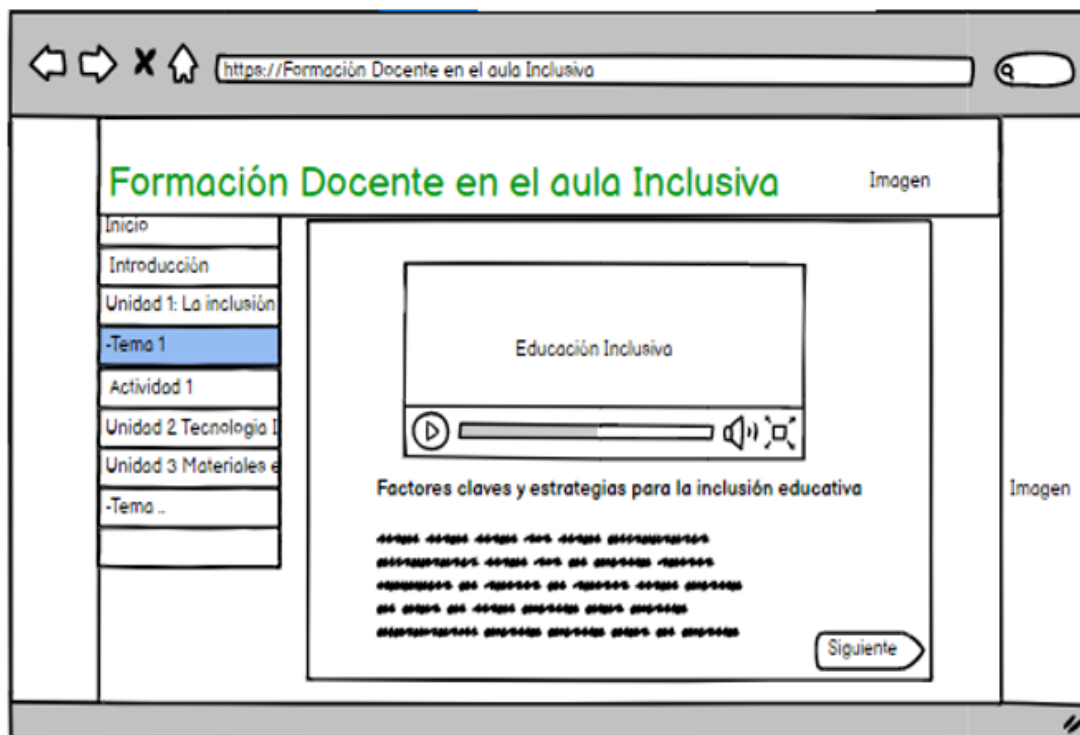 https://Formación Docente en el aula Inclusiva
Formación Docente en el aula Inclusiva
Imagen
Inicio
Introducción
Unidad 1: La inclusión
-Tema 1
Actividad 1
Unidad 2 Tecnologia I
Unidad 3 Materiales e
-Tema ..
Educación Inclusiva
Factores claves y estrategias para la inclusión educativa
Siguiente
Imagen